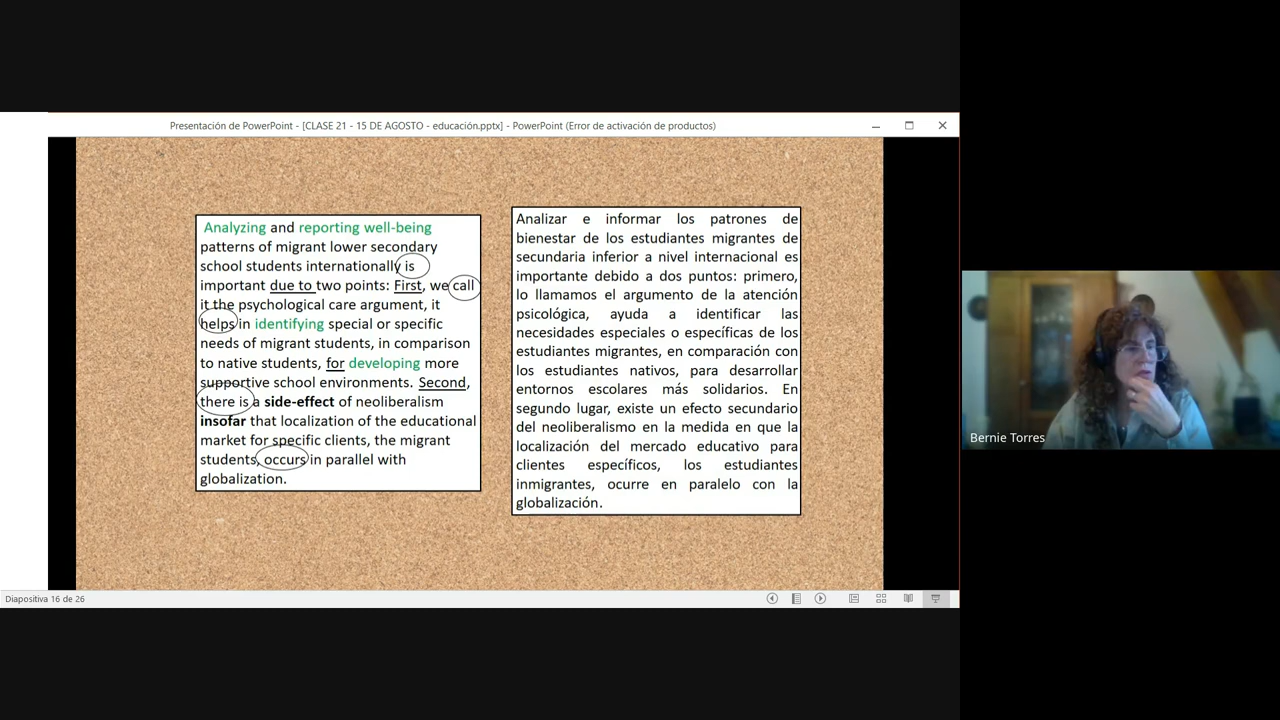 Presentación de PowerPoint - [CLASE 21 - 15 DE AGOSTO - educación.pptx] - PowerPoint (Error de activación de productos)
Analyzing and reporting well-being
patterns of migrant lower secondary
school students internationally is
important due to two points: First, we call
it the psychological care argument, it
helps in identifying special or specific
needs of migrant students, in comparison
to native students, for developing more
supportive school environments. Second,
there is a side-effect of neoliberalism
insofar that localization of the educational
market for specific clients, the migrant
students, occurs in parallel with
globalization.
Analizar e informar los patrones de
bienestar de los estudiantes migrantes de
secundaria inferior a nivel internacional es
importante debido a dos puntos: primero,
lo llamamos el argumento de la atención
psicológica, ayuda a identificar las
necesidades especiales o específicas de los
estudiantes migrantes, en comparación con
los estudiantes nativos, para desarrollar
entornos escolares más solidarios. En
segundo lugar, existe un efecto secundario
del neoliberalismo en la medida en que la
localización del mercado educativo para
clientes específicos, los estudiantes
inmigrantes, ocurre en paralelo con la
globalización.
Bernie Torres
Diapositiva 16 de 26